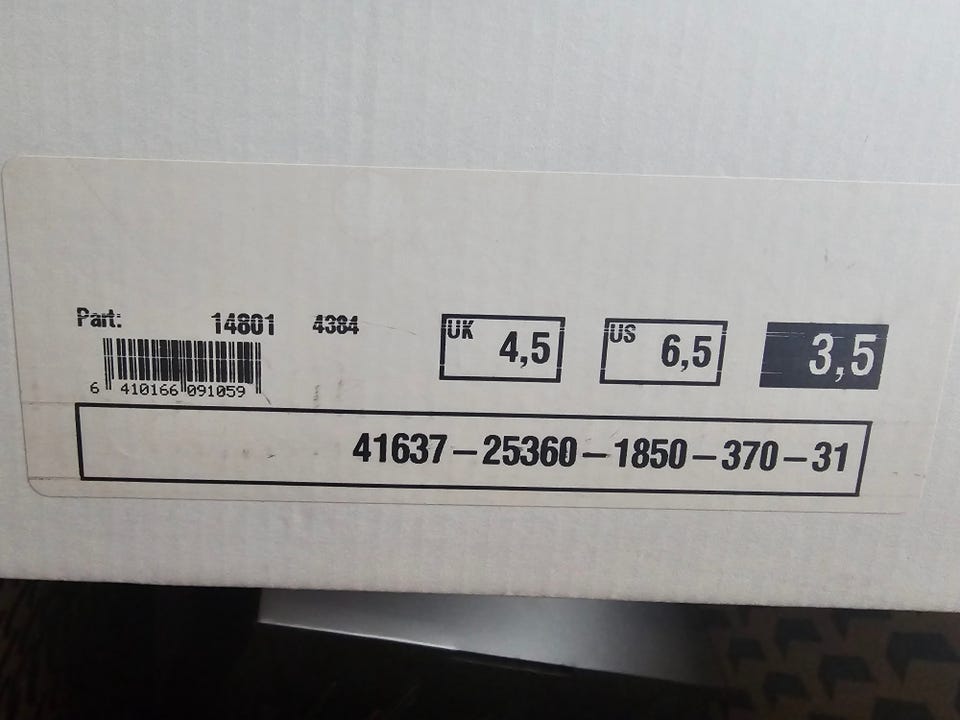 Part: 14801 4384
UK 4,5 US 6,5 3,5
6 410166 091059
41637-25360-1850-370-31